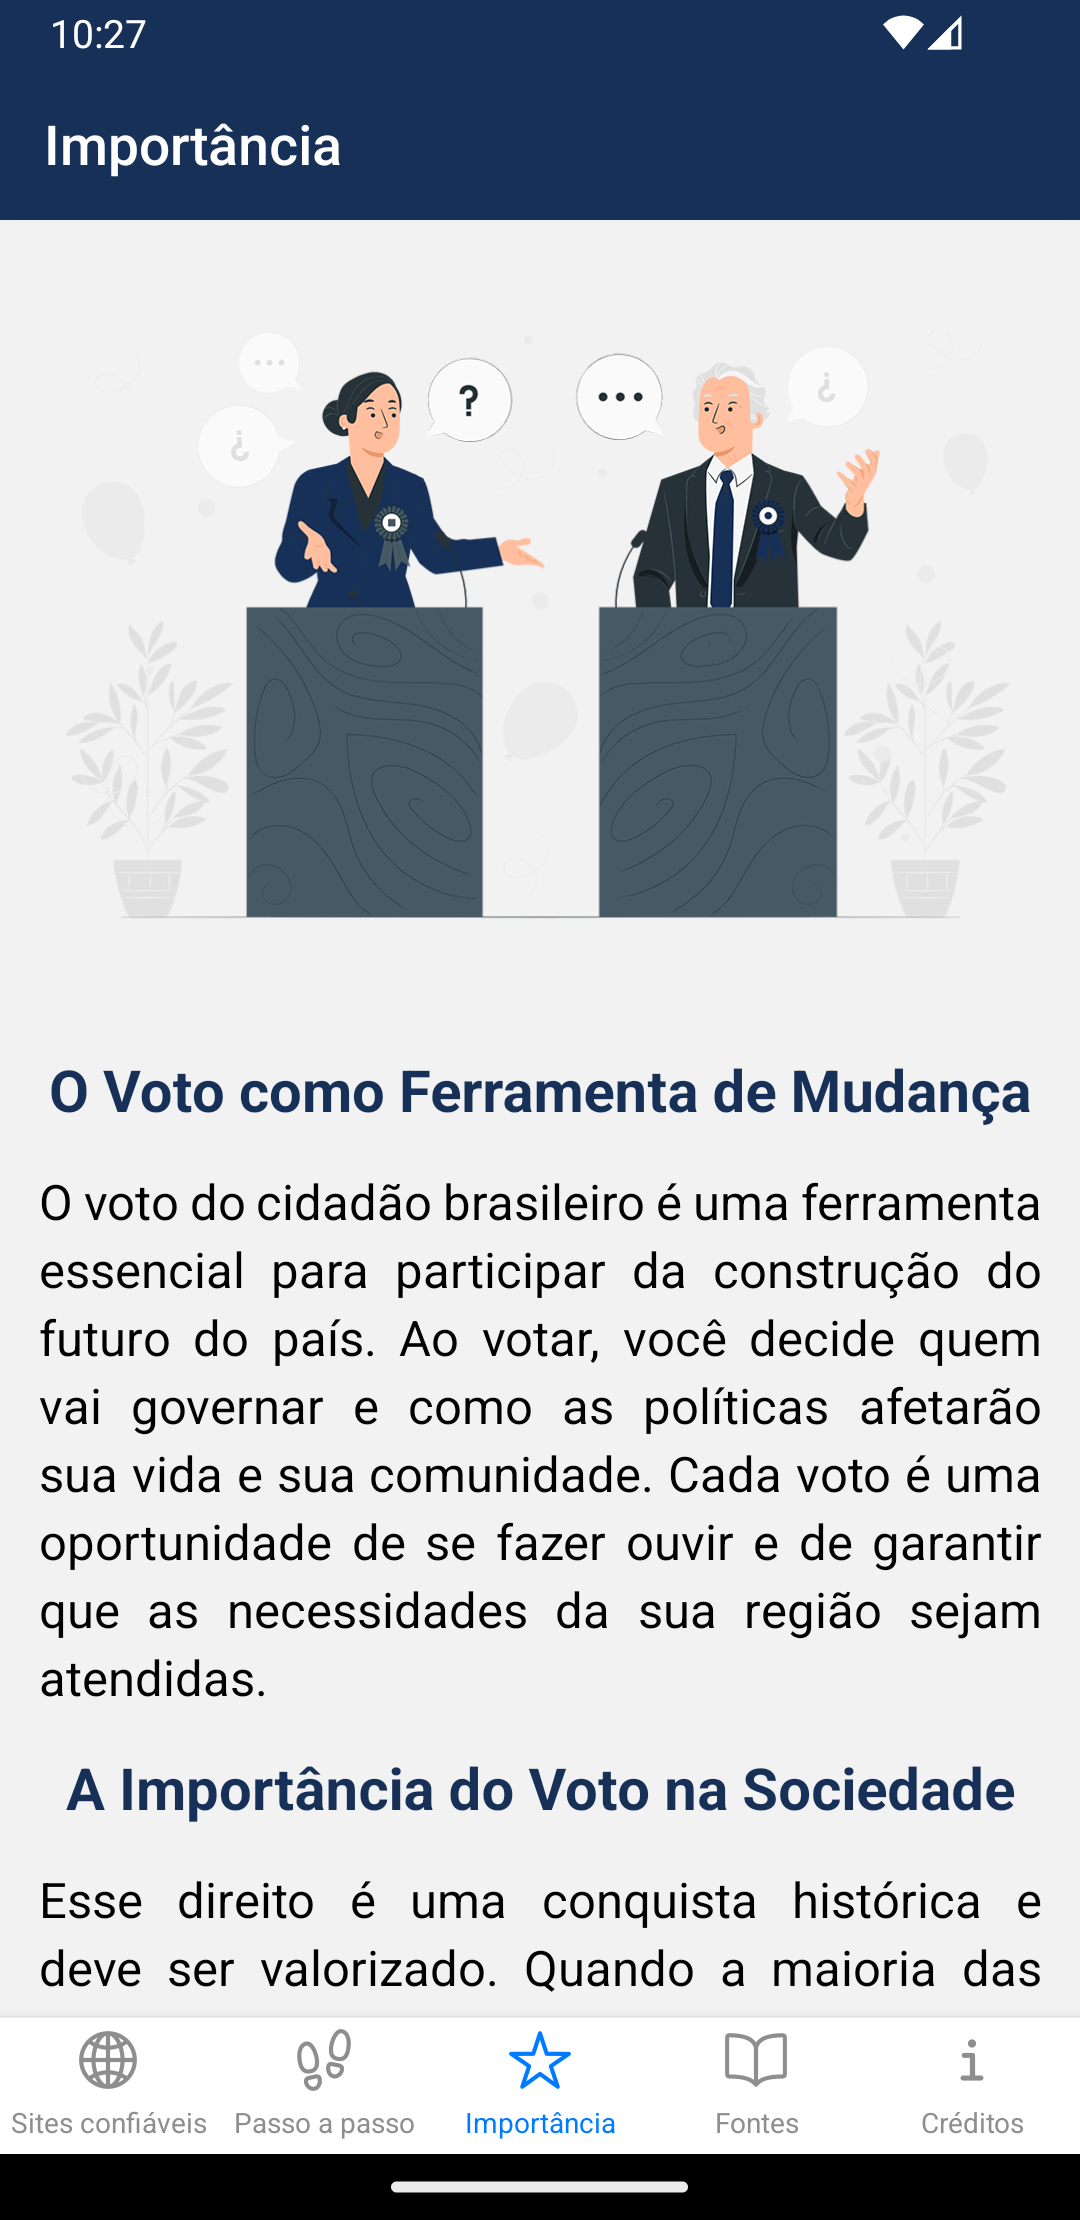 10:27
Importância
?
O Voto como Ferramenta de Mudança
O voto do cidadão brasileiro é uma ferramenta
essencial para participar da construção do
futuro do país. Ao votar, você decide quem
vai governar e como as políticas afetarão
sua vida e sua comunidade. Cada voto é uma
oportunidade de se fazer ouvir e de garantir
que as necessidades da sua região sejam
atendidas.
A Importância do Voto na Sociedade
Esse direito é uma conquista histórica e
deve ser valorizado. Quando a maioria das
Sites confiáveis
Passo a passo
Importância
Fontes
Créditos